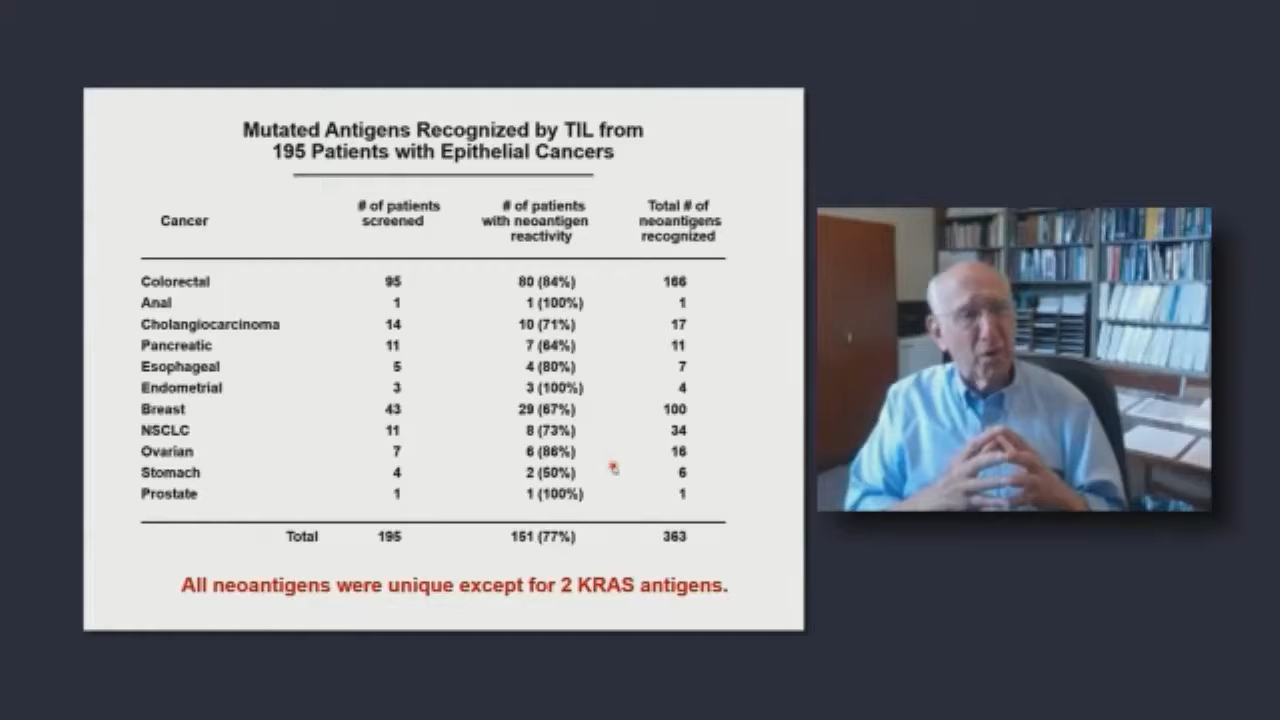 Mutated Antigens Recognized by TIL from
195 Patients with Epithelial Cancers
Cancer # of patients screened # of patients with neoantigen reactivity Total # of neoantigens recognized
Colorectal 95 80 (84%) 166
Anal 1 1 (100%) 1
Cholangiocarcinoma 14 10 (71%) 17
Pancreatic 11 7 (64%) 11
Esophageal 5 4 (80%) 7
Endometrial 3 3 (100%) 4
Breast 43 29 (67%) 100
NSCLC 11 8 (73%) 34
Ovarian 7 6 (86%) 16
Stomach 4 2 (50%) 6
Prostate 1 1 (100%) 1
Total 195 151 (77%) 363
All neoantigens were unique except for 2 KRAS antigens.